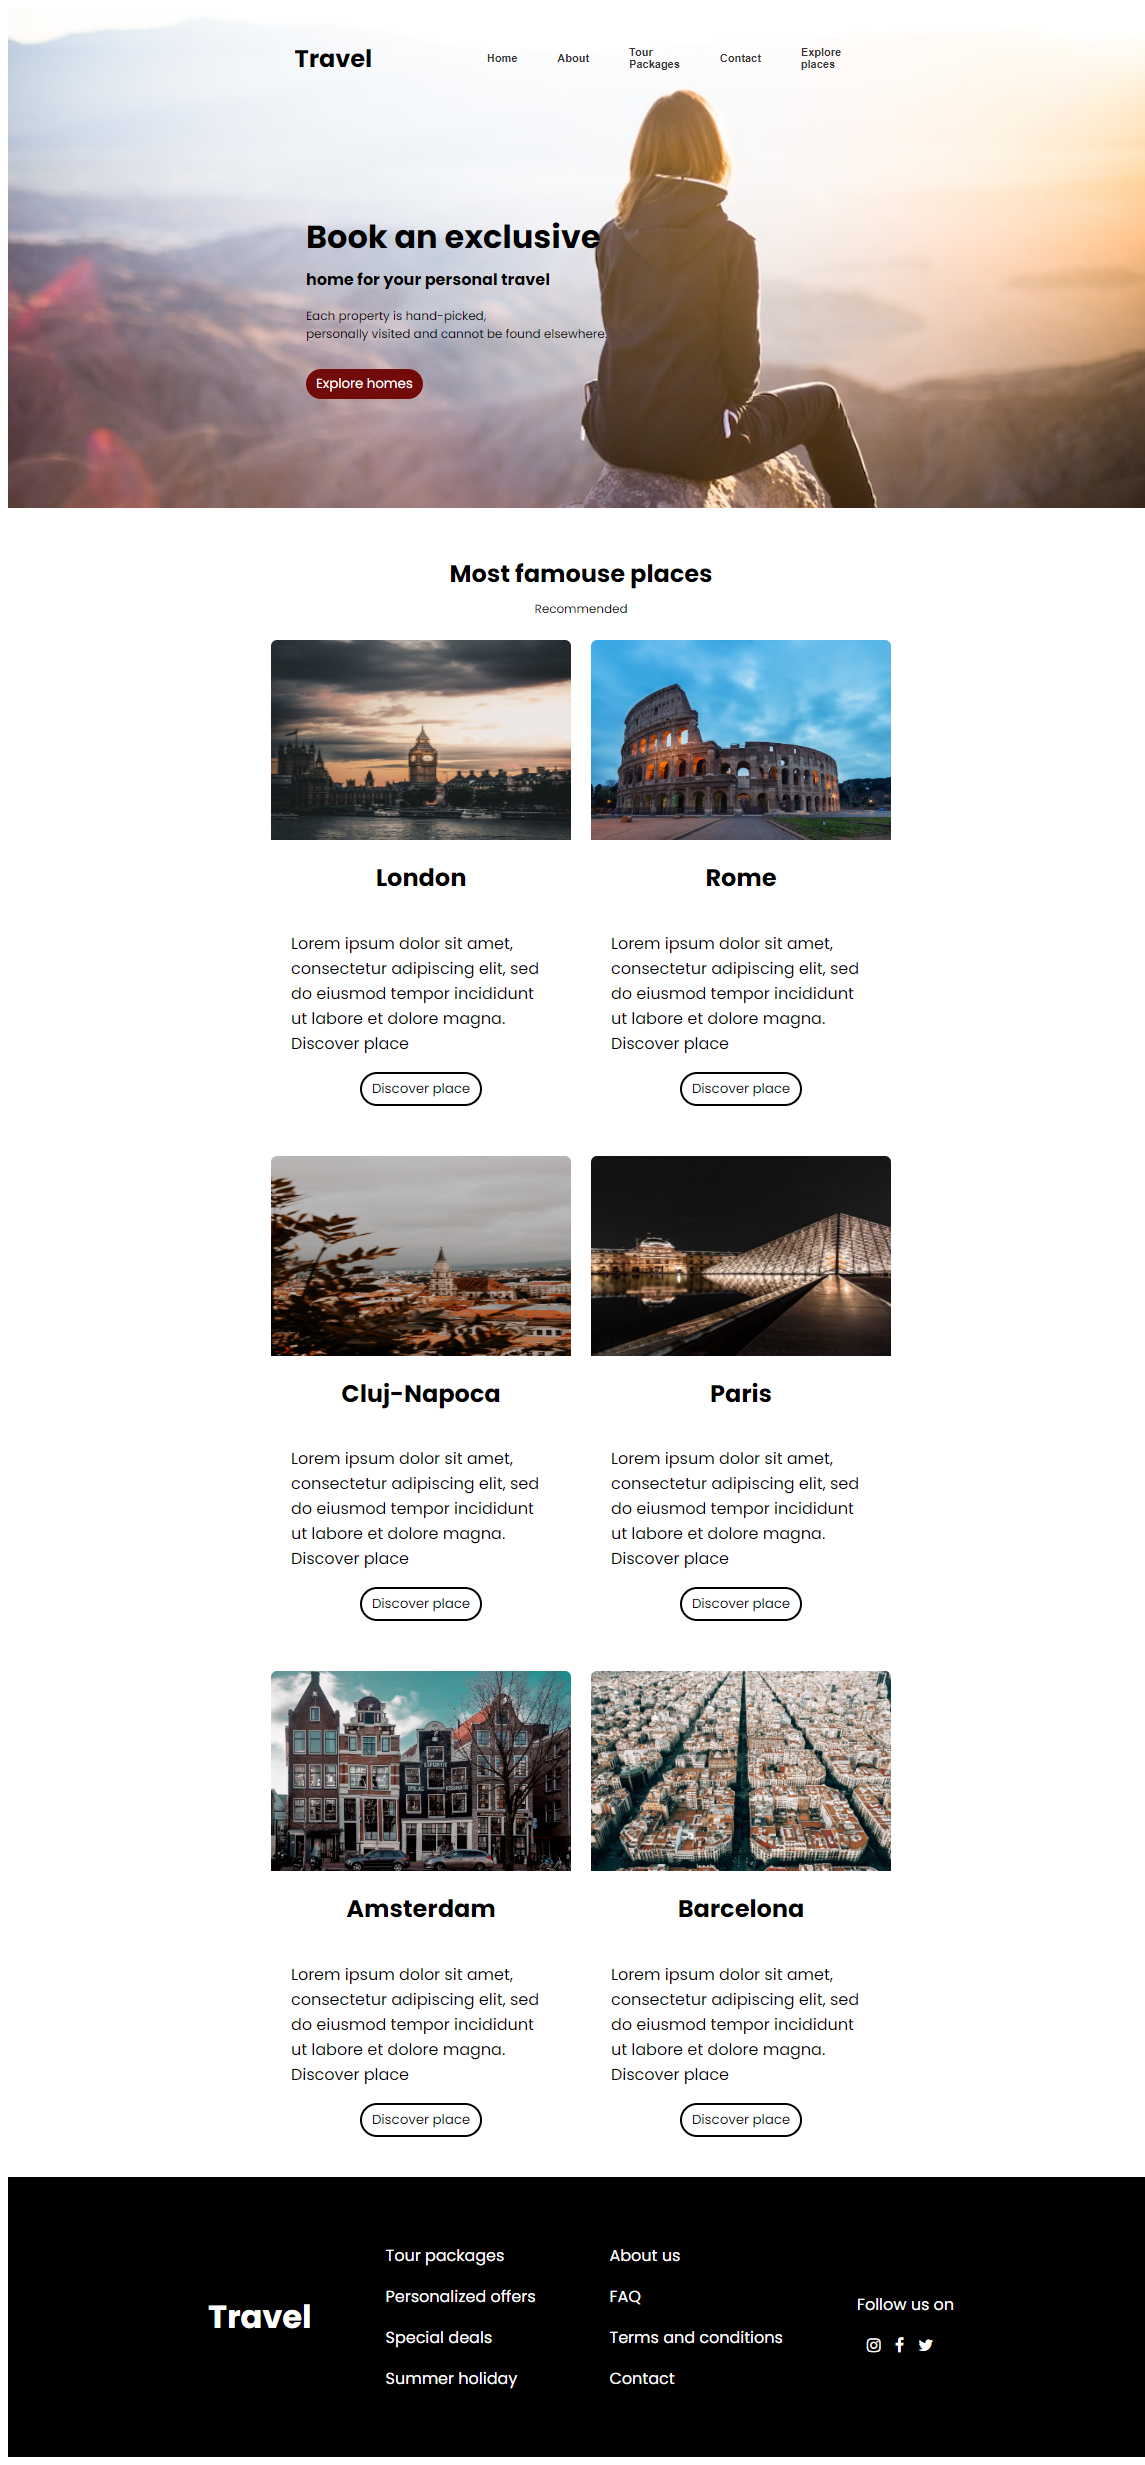 Travel
Home
About
Tour
Packages
Contact
Explore
places
Book an exclusive
home for your personal travel
Each property is hand-picked,
personally visited and cannot be found elsewhere.
Explore homes
Most famouse places
Recommended
London
Lorem ipsum dolor sit amet,
consectetur adipiscing elit, sed
do eiusmod tempor incididunt
ut labore et dolore magna.
Discover place
Discover place
Rome
Lorem ipsum dolor sit amet,
consectetur adipiscing elit, sed
do eiusmod tempor incididunt
ut labore et dolore magna.
Discover place
Discover place
Cluj-Napoca
Lorem ipsum dolor sit amet,
consectetur adipiscing elit, sed
do eiusmod tempor incididunt
ut labore et dolore magna.
Discover place
Discover place
Paris
Lorem ipsum dolor sit amet,
consectetur adipiscing elit, sed
do eiusmod tempor incididunt
ut labore et dolore magna.
Discover place
Discover place
Amsterdam
Lorem ipsum dolor sit amet,
consectetur adipiscing elit, sed
do eiusmod tempor incididunt
ut labore et dolore magna.
Discover place
Discover place
Barcelona
Lorem ipsum dolor sit amet,
consectetur adipiscing elit, sed
do eiusmod tempor incididunt
ut labore et dolore magna.
Discover place
Discover place
Travel
Tour packages
Personalized offers
Special deals
Summer holiday
About us
FAQ
Terms and conditions
Contact
Follow us on